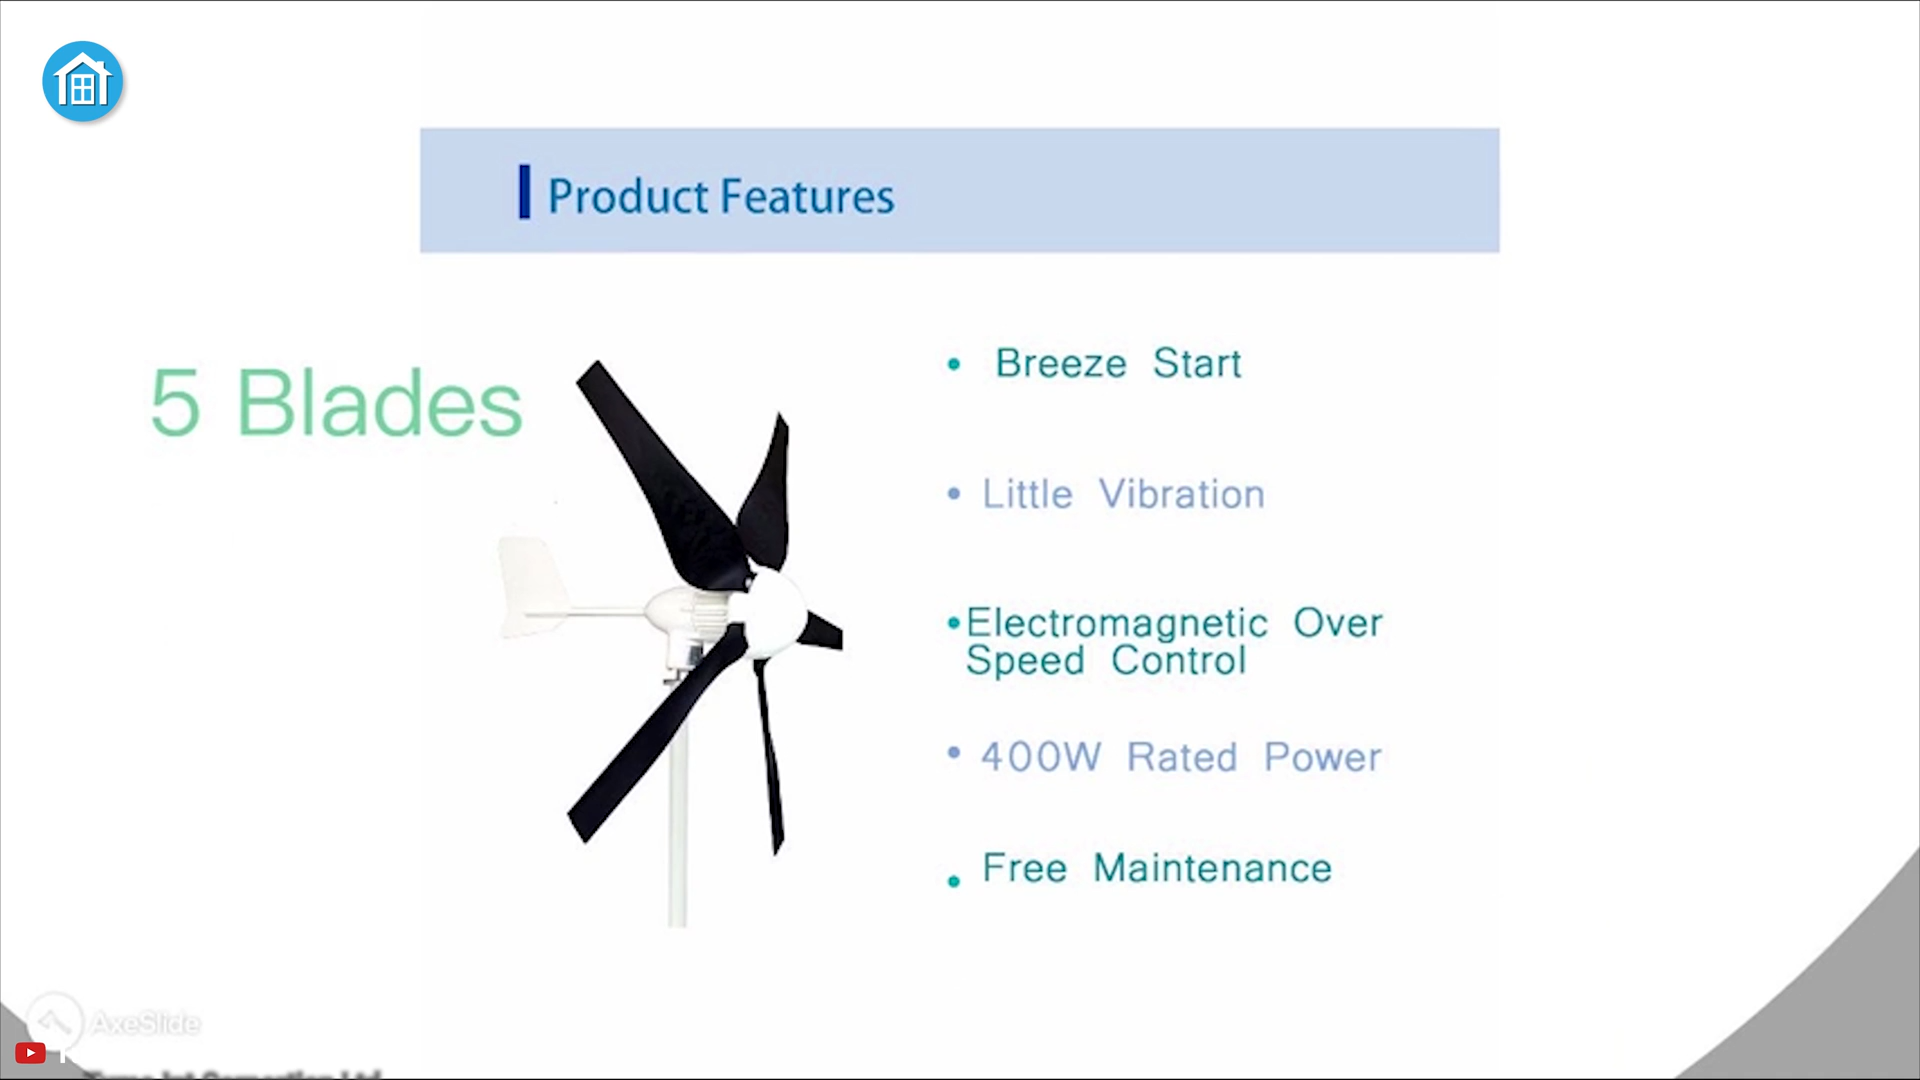 Product Features
5 Blades
• Breeze Start
• Little Vibration
• Electromagnetic Over
Speed Control
• 400W Rated Power
• Free Maintenance
AxeSlide